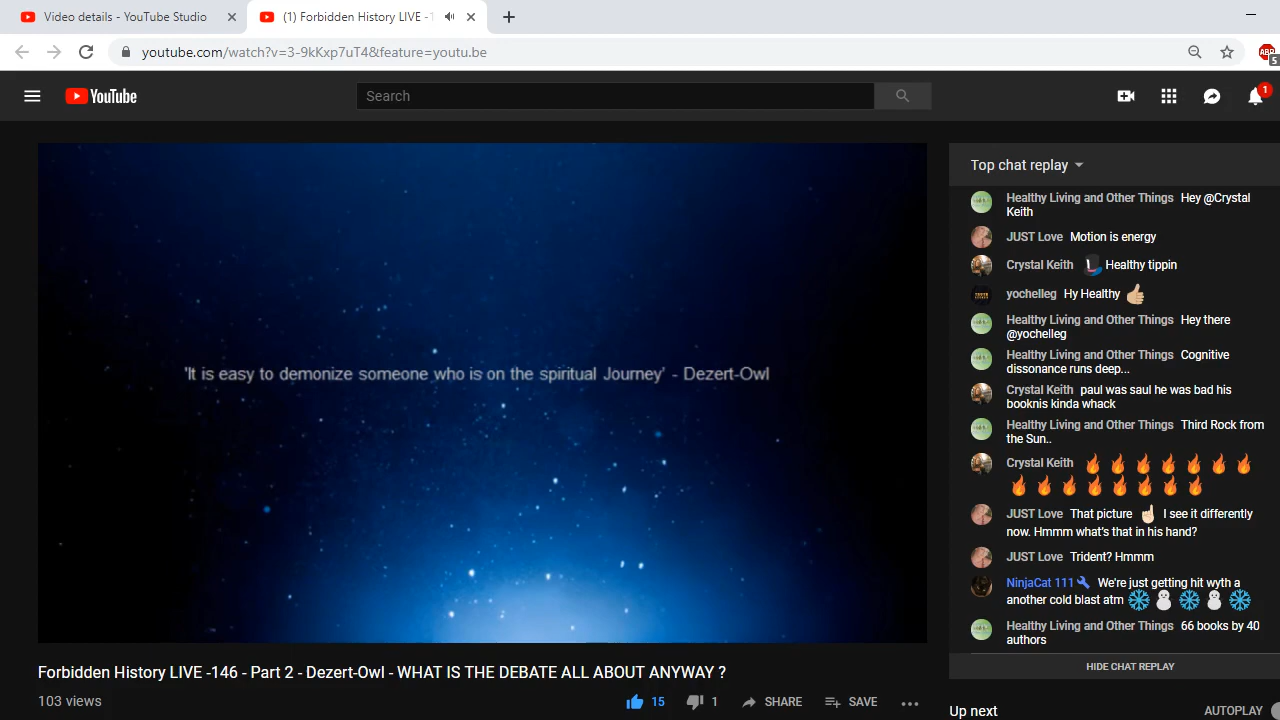 Video details - YouTube Studio
(1) Forbidden History LIVE -1
youtube.com/watch?v=3-9kKxp7uT4&feature=youtu.be
ABP
5
YouTube
Search
1
'It is easy to demonize someone who is on the spiritual Journey' - Dezert-Owl
Forbidden History LIVE -146 - Part 2 - Dezert-Owl - WHAT IS THE DEBATE ALL ABOUT ANYWAY ?
103 views
15
1
SHARE
SAVE
Top chat replay
Healthy Living and Other Things Hey @Crystal
Keith
JUST Love Motion is energy
Crystal Keith Healthy tippin
yochelleg Hy Healthy 👍🏼
Healthy Living and Other Things Hey there
@yochelleg
Healthy Living and Other Things Cognitive
dissonance runs deep...
Crystal Keith paul was saul he was bad his
booknis kinda whack
Healthy Living and Other Things Third Rock from
the Sun..
Crystal Keith 🔥🔥🔥🔥🔥🔥🔥
🔥🔥🔥🔥🔥🔥🔥🔥
JUST Love That picture ☝🏻 I see it differently
now. Hmmm what's that in his hand?
JUST Love Trident? Hmmm
NinjaCat 111 We're just getting hit wyth a
another cold blast atm ❄⛄❄⛄❄
Healthy Living and Other Things 66 books by 40
authors
HIDE CHAT REPLAY
Up next
AUTOPLAY